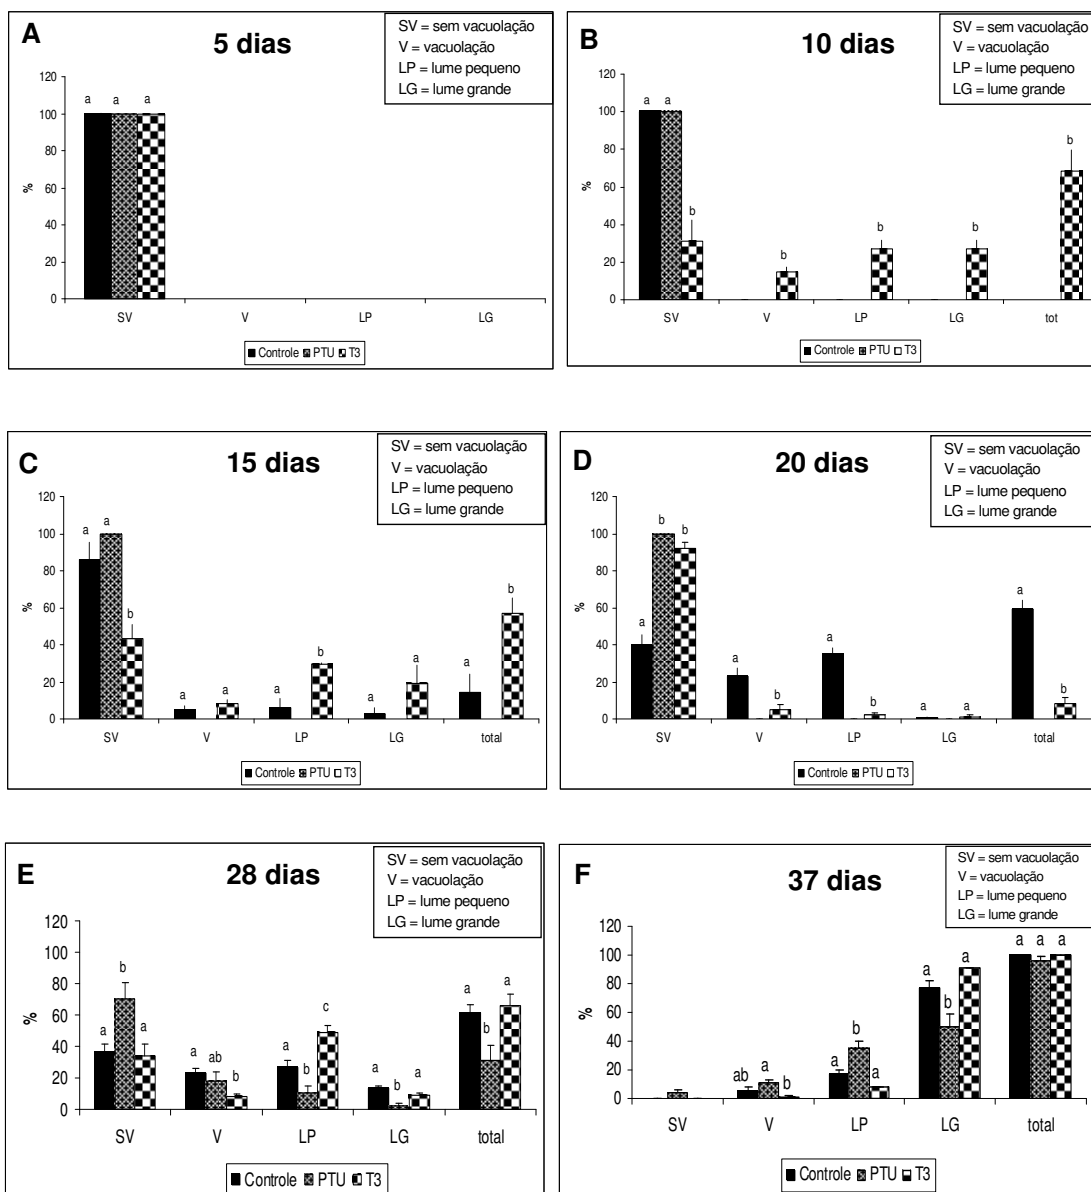 A
5 dias
SV = sem vacuolação
V = vacuolação
LP = lume pequeno
LG = lume grande
120
100
80
60
40
20
0
%
a a a
SV V LP LG
Controle PTU T3
B
10 dias
SV = sem vacuolação
V = vacuolação
LP = lume pequeno
LG = lume grande
120
100
80
60
40
20
0
%
a a b b b b b
SV V LP LG tot
Controle PTU T3
C
15 dias
SV = sem vacuolação
V = vacuolação
LP = lume pequeno
LG = lume grande
120
100
80
60
40
20
0
%
a a b a a a b a a a b
SV V LP LG total
Controle PTU T3
D
20 dias
SV = sem vacuolação
V = vacuolação
LP = lume pequeno
LG = lume grande
120
100
80
60
40
20
0
%
a b b a b a b a a a b
SV V LP LG total
Controle PTU T3
E
28 dias
SV = sem vacuolação
V = vacuolação
LP = lume pequeno
LG = lume grande
120
100
80
60
40
20
0
%
a b a a ab b a b c a b a a b a
SV V LP LG total
Controle PTU T3
F
37 dias
SV = sem vacuolação
V = vacuolação
LP = lume pequeno
LG = lume grande
120
100
80
60
40
20
0
%
ab a b a b a a b a a a a
SV V LP LG total
Controle PTU T3